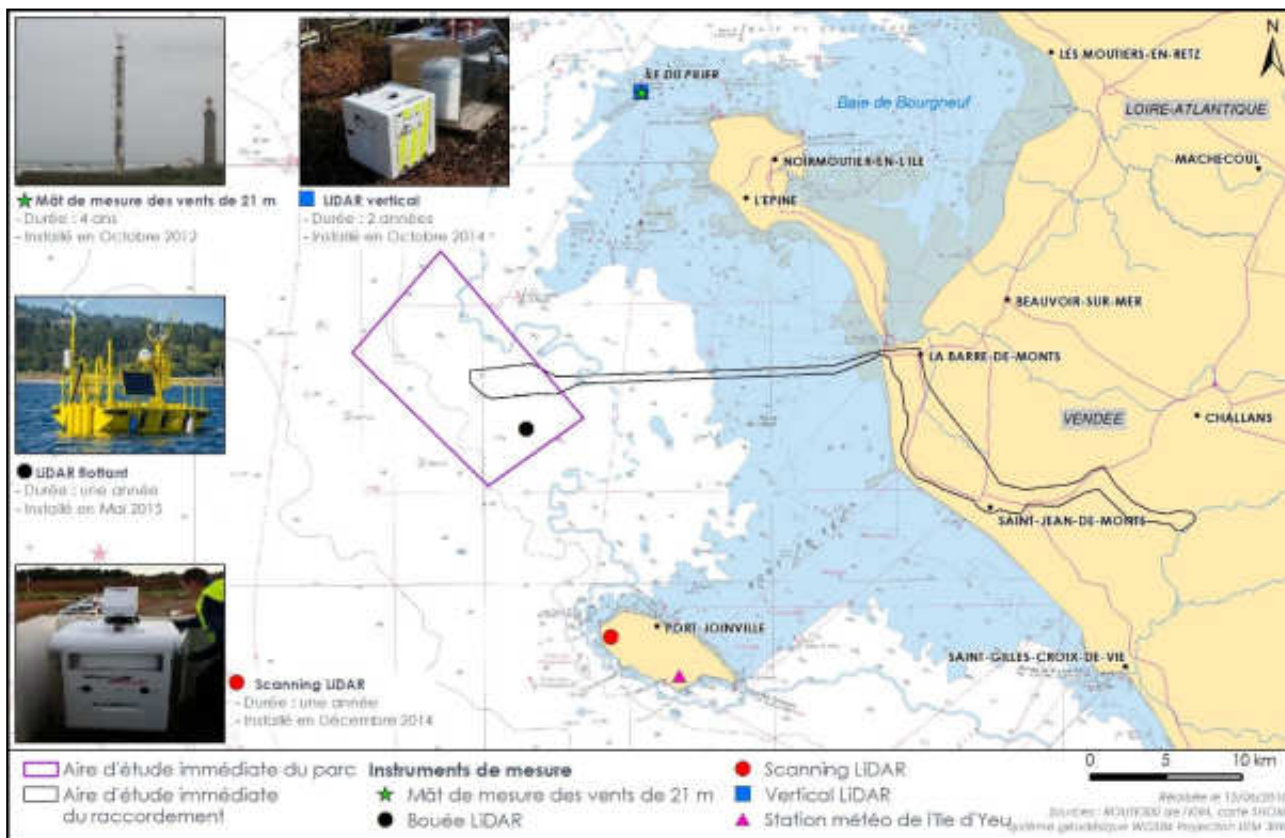 Mât de mesure des vents de 21 m
- Durée : 4 ans
- Installé en Octobre 2012
LiDAR vertical
- Durée : 2 années
- Installé en Octobre 2014
LiDAR flottant
- Durée : une année
- Installé en Mai 2015
Scanning LiDAR
- Durée : une année
- Installé en Décembre 2014
N
ÎLE DU PILIER
Baie de Bourgneuf
LES MOUTIERS-EN-RETZ
LOIRE-ATLANTIQUE
MACHECOUL
NOIRMOUTIER-EN-L'ILE
L'EPINE
BEAUVOIR-SUR-MER
LA BARRE-DE-MONTS
VENDEE
CHALLANS
SAINT-JEAN-DE-MONTS
PORT-JOINVILLE
SAINT-GILLES-CROIX-DE-VIE
Aire d'étude immédiate du parc
Aire d'étude immédiate
du raccordement
Instruments de mesure
Mât de mesure des vents de 21 m
Bouée LiDAR
Scanning LiDAR
Vertical LiDAR
Station météo de l'île d'Yeu
0 5 10 km